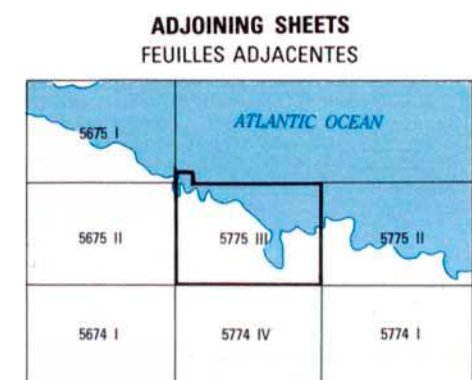 ADJOINING SHEETS
FEUILLES ADJACENTES
5675 I
ATLANTIC OCEAN
5675 II
5775 III
5775 II
5674 I
5774 IV
5774 I